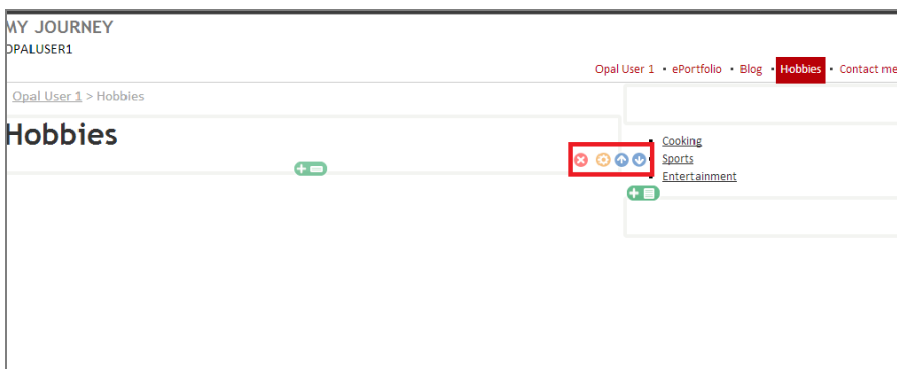 MY JOURNEY
OPALUSER1
Opal User 1 • ePortfolio • Blog • Hobbies • Contact me
Opal User 1 > Hobbies
Hobbies
Cooking
Sports
Entertainment